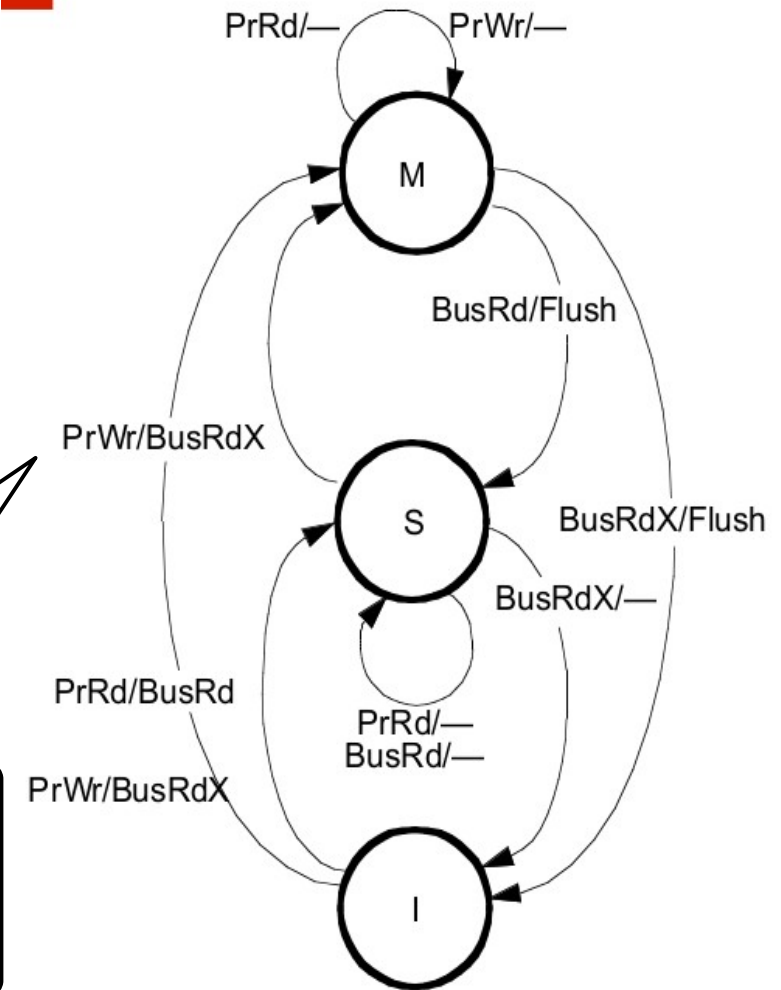 PrRd/— PrWr/—
M
BusRd/Flush
PrWr/BusRdX
S
BusRdX/Flush
BusRdX/—
PrRd/BusRd
PrRd/—
BusRd/—
PrWr/BusRdX
I